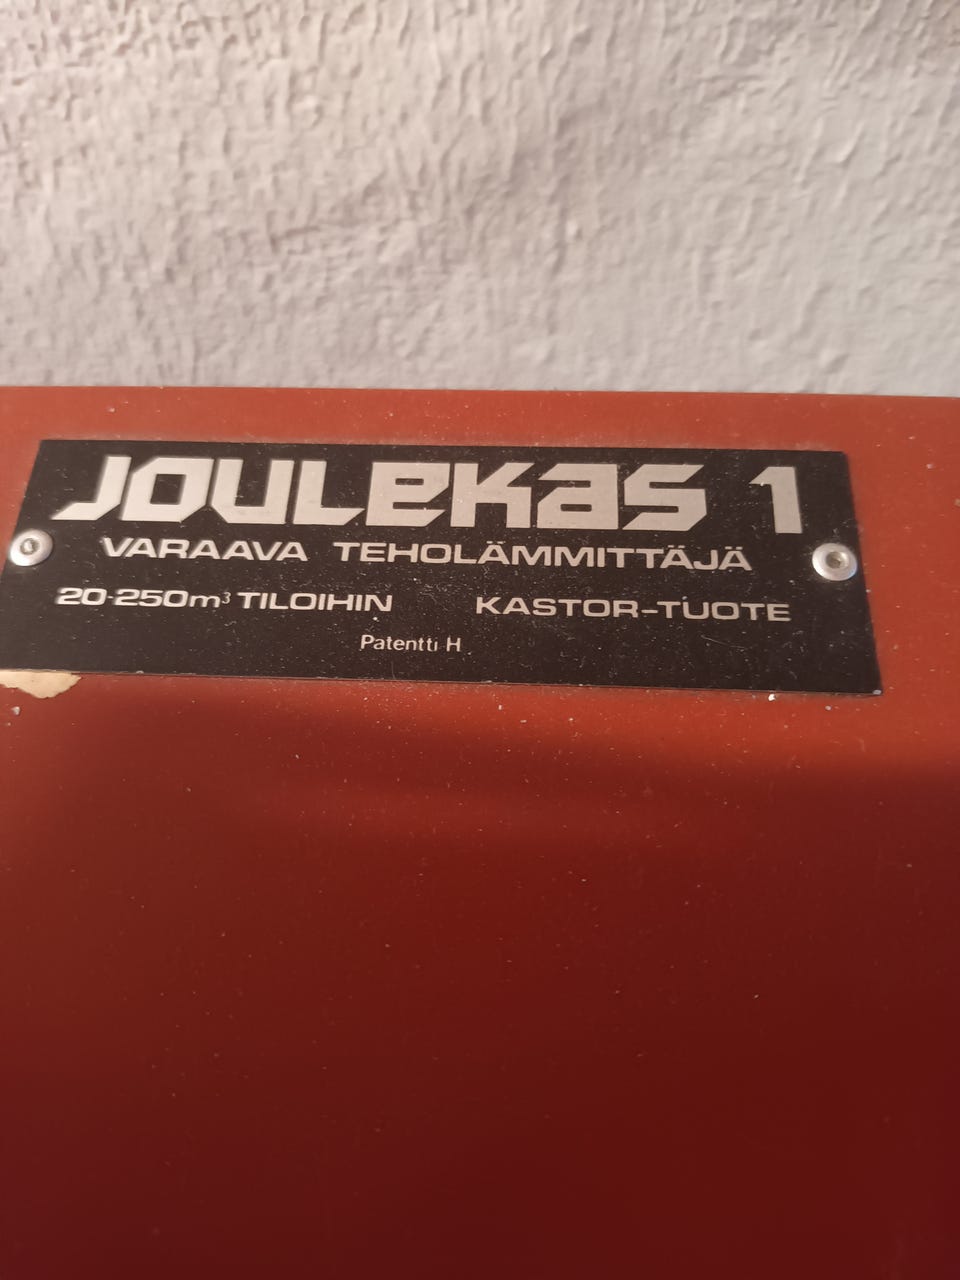 JOULEKAS 1
VARAAVA TEHOLÄMMITTÄJÄ
20-250m³ TILOIHIN KASTOR-TUOTE
Patentti H